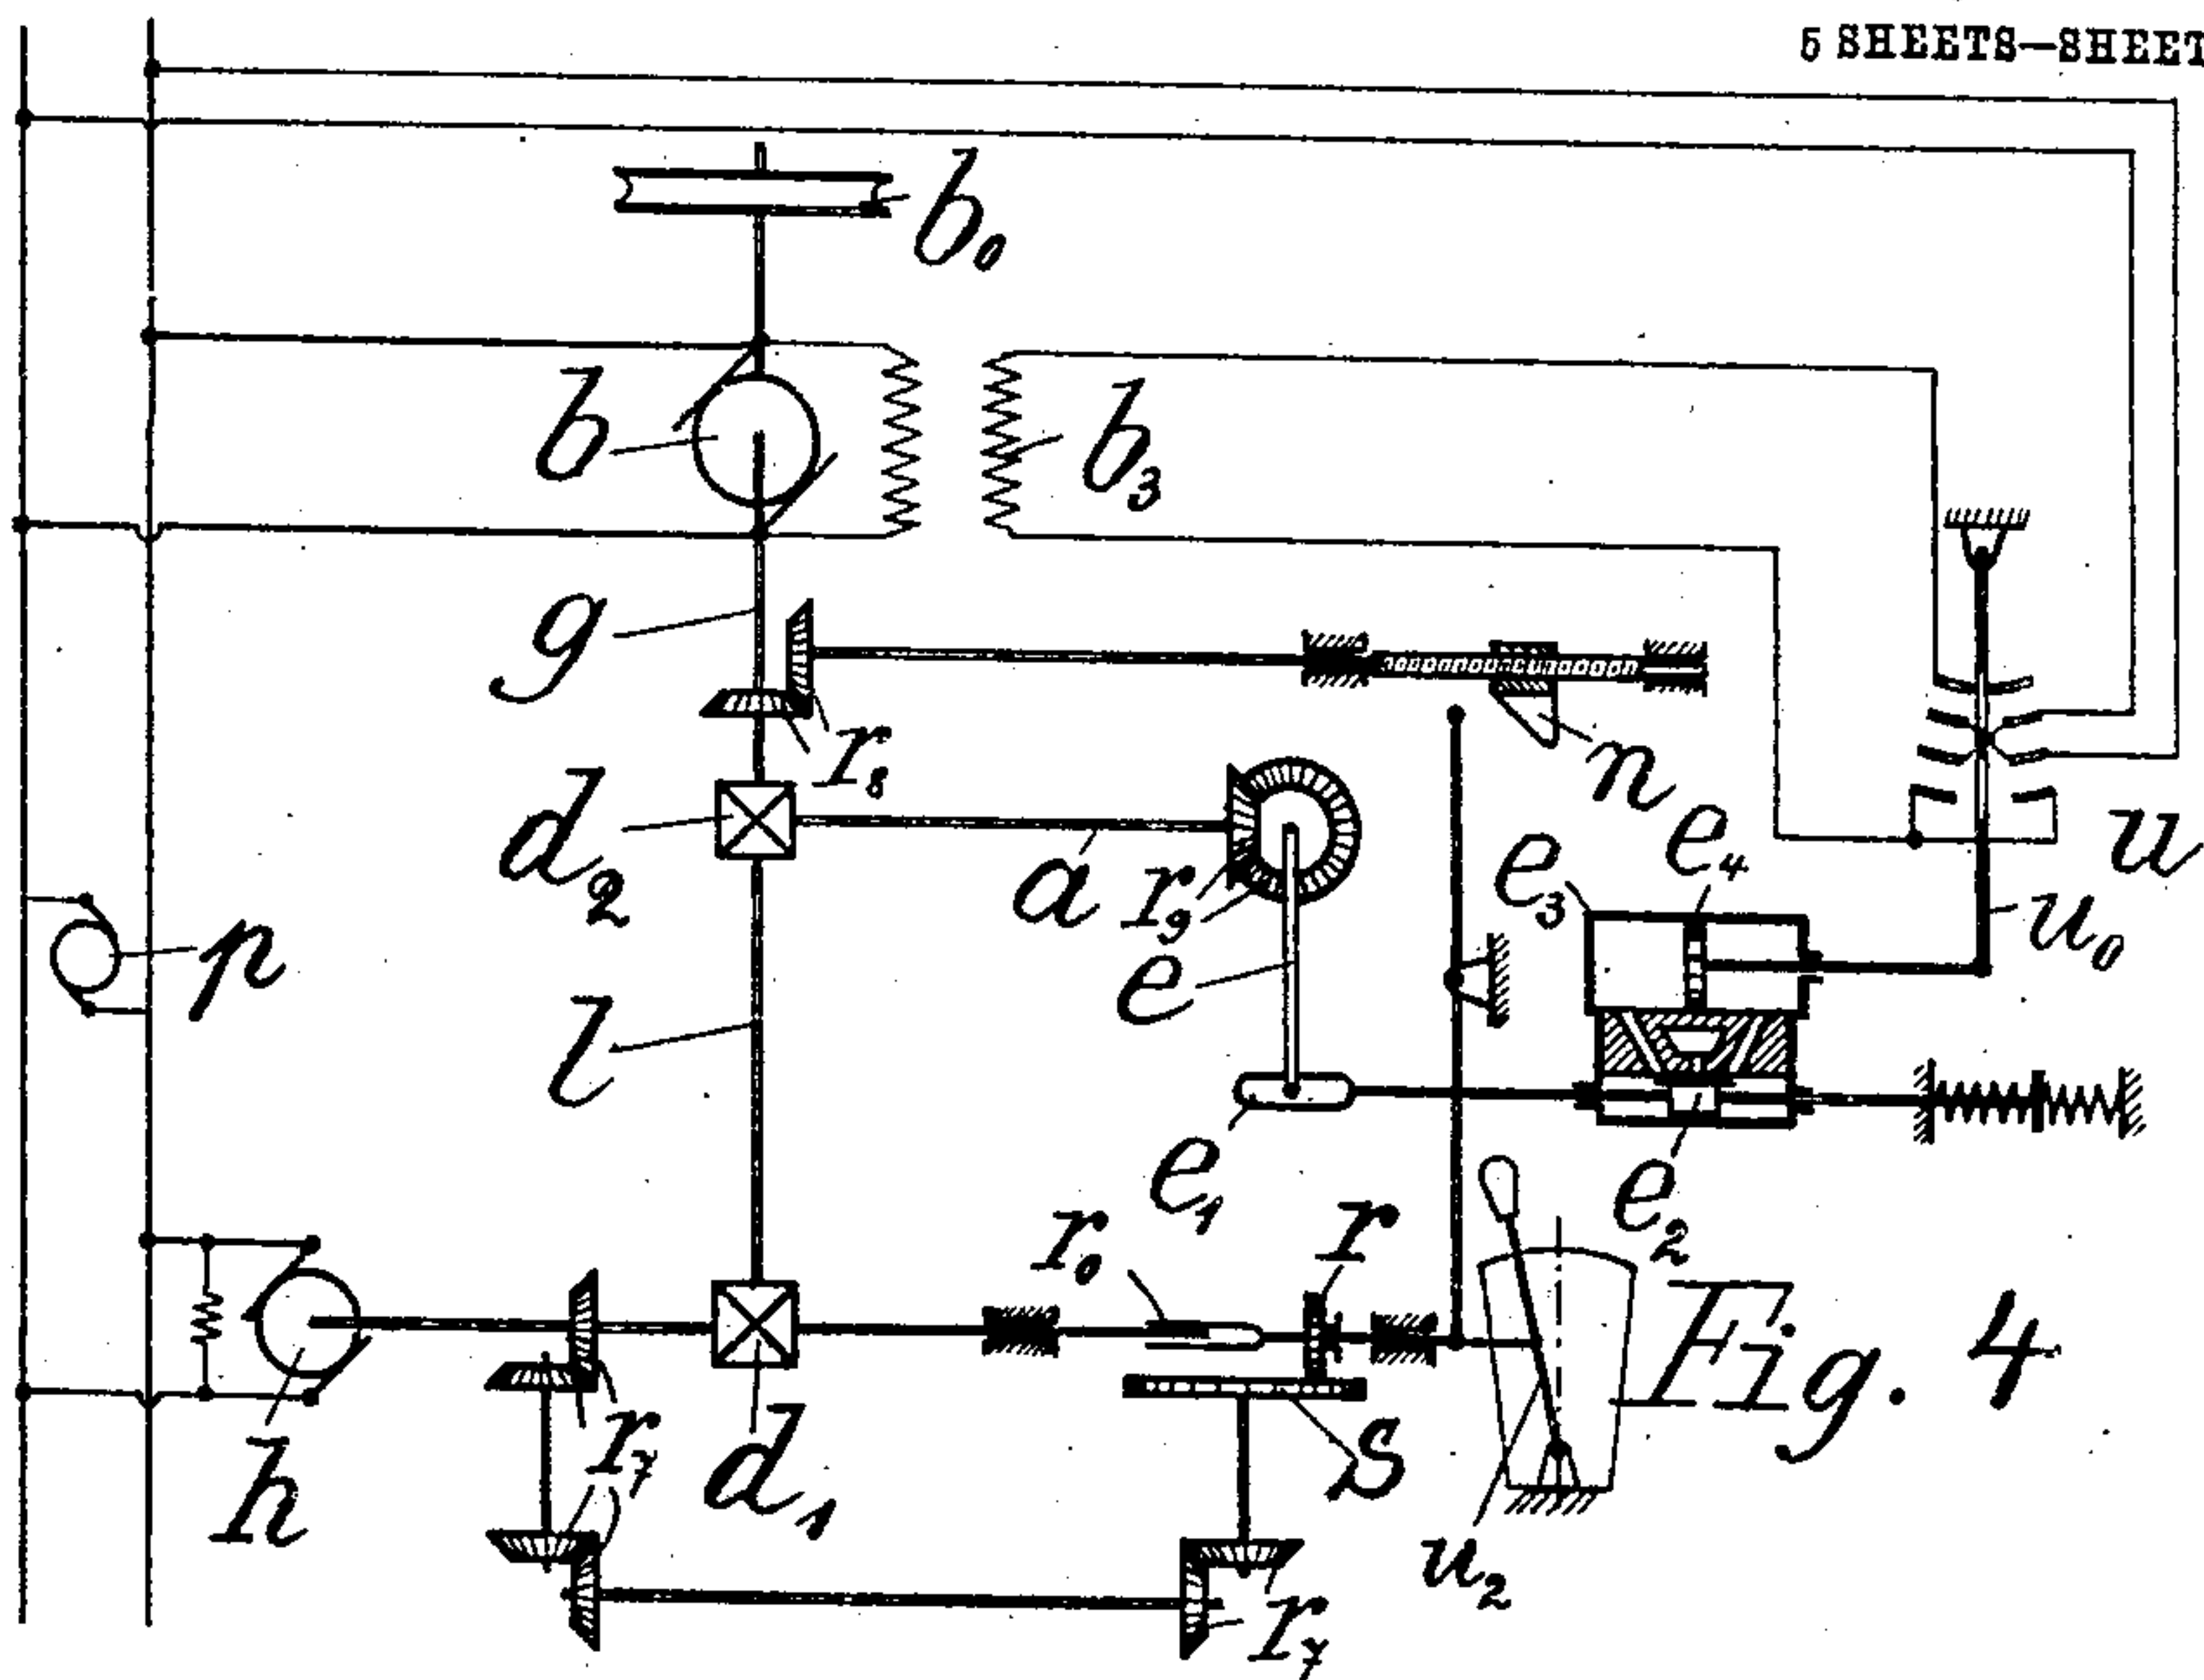 5 SHEETS—SHEET
b₀
b
b₃
g
r₈
n
d₂
a
r₉
e₃
e₄
u
p
e
u₀
l
e₁
e₂
r₀
r
Fig. 4
h
r₇
d₁
s
u₂
r₇